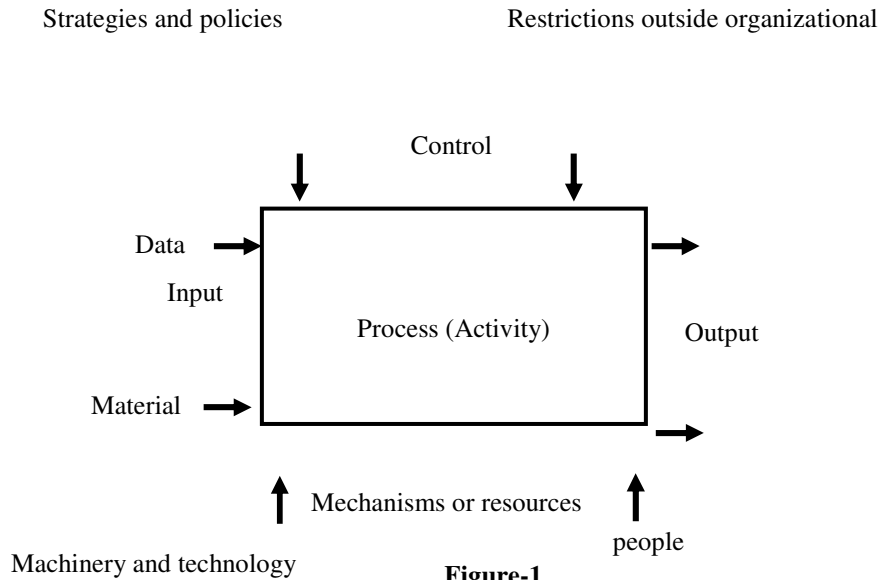 Strategies and policies
Restrictions outside organizational
Control
Data
Input
Process (Activity)
Output
Material
Mechanisms or resources
people
Machinery and technology
Figure-1